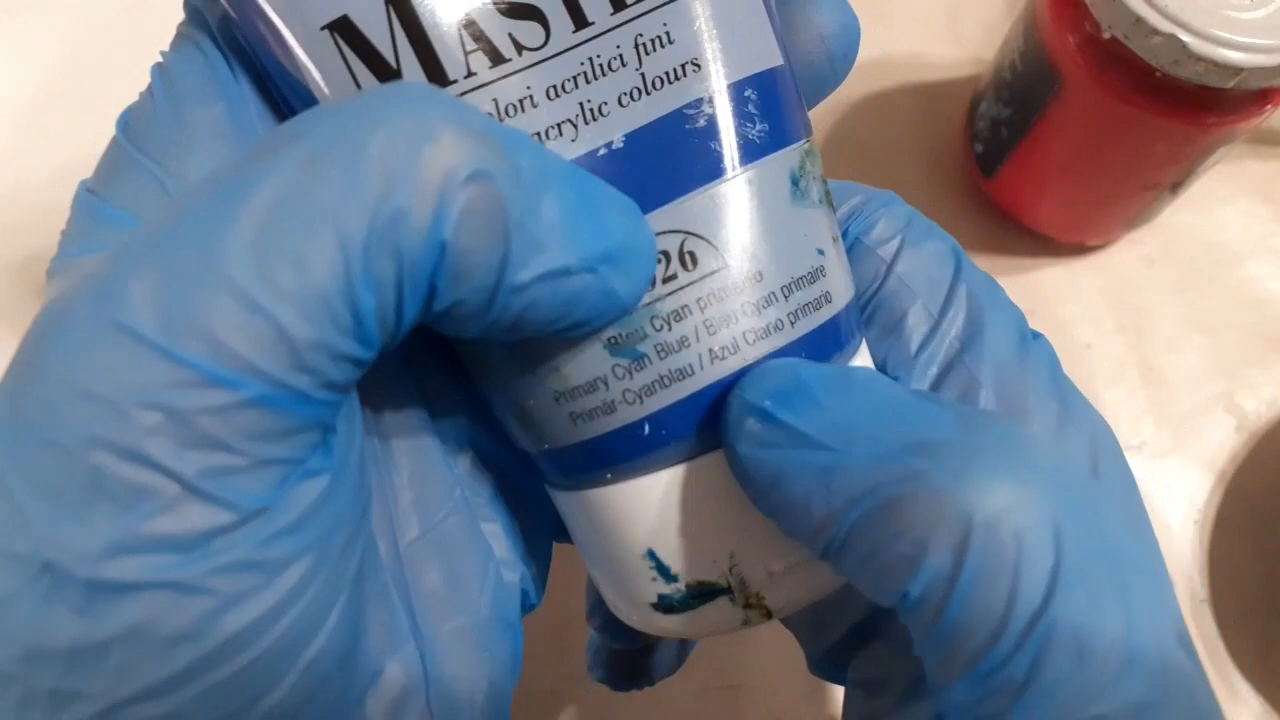 colori acrilici fini
acrylic colours
26
Bleu Cyan primario
Primary Cyan Blue / Bleu Cyan primaire
Primär-Cyanblau / Azul Ciano primario